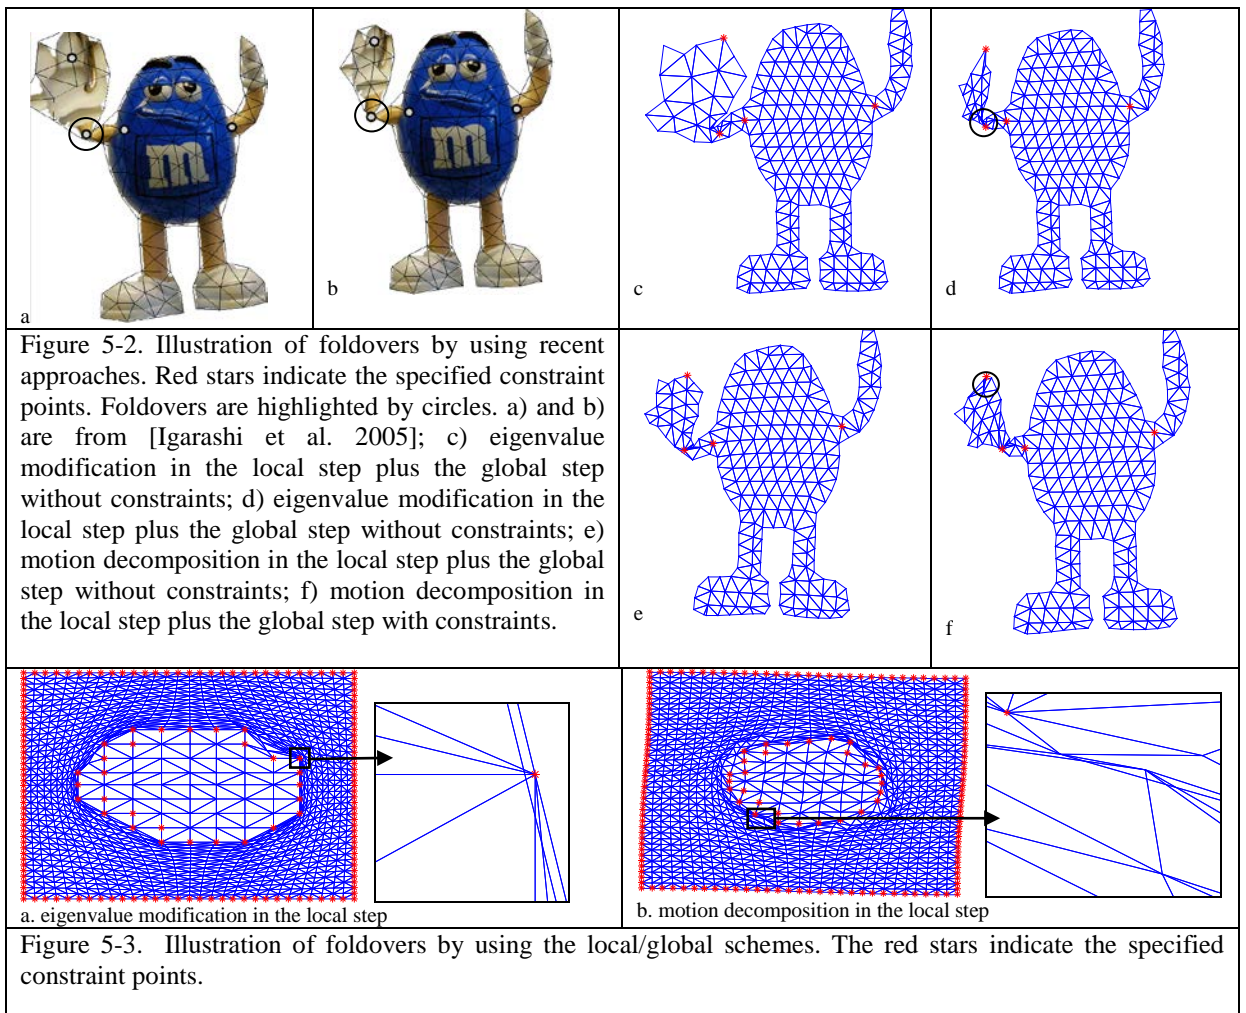 a
b
c
d
Figure 5-2. Illustration of foldovers by using recent
approaches. Red stars indicate the specified constraint
points. Foldovers are highlighted by circles. a) and b)
are from [Igarashi et al. 2005]; c) eigenvalue
modification in the local step plus the global step
without constraints; d) eigenvalue modification in the
local step plus the global step without constraints; e)
motion decomposition in the local step plus the global
step without constraints; f) motion decomposition in
the local step plus the global step with constraints.
m
m
e
f
a. eigenvalue modification in the local step
b. motion decomposition in the local step
Figure 5-3. Illustration of foldovers by using the local/global schemes. The red stars indicate the specified
constraint points.